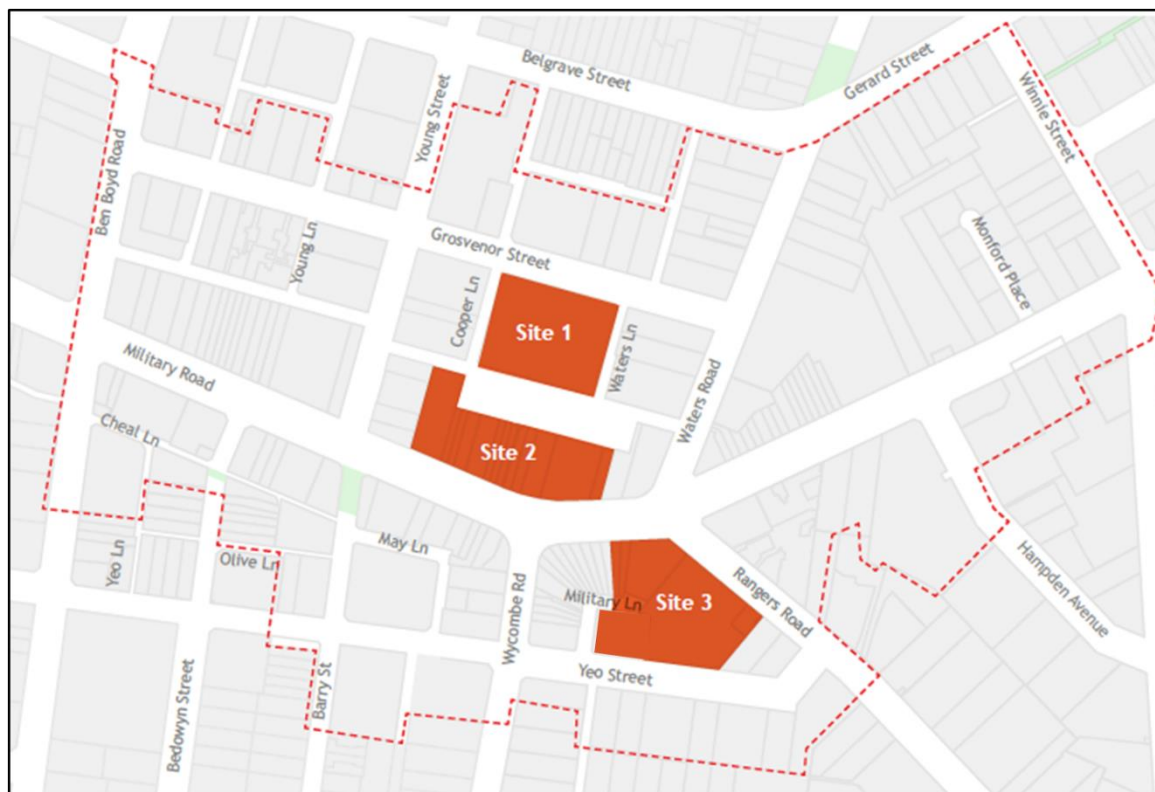 Belgrave Street
Gerard Street
Young Street
Winnie Street
Ben Boyd Road
Young Ln
Grosvenor Street
Monford Place
Cooper Ln
Site 1
Waters Ln
Military Road
Waters Road
Cheal Ln
Site 2
May Ln
Yeo Ln
Olive Ln
Wycombe Rd
Military Ln
Site 3
Rangers Road
Hampden Avenue
Yeo Street
Barry St
Bedowyn Street